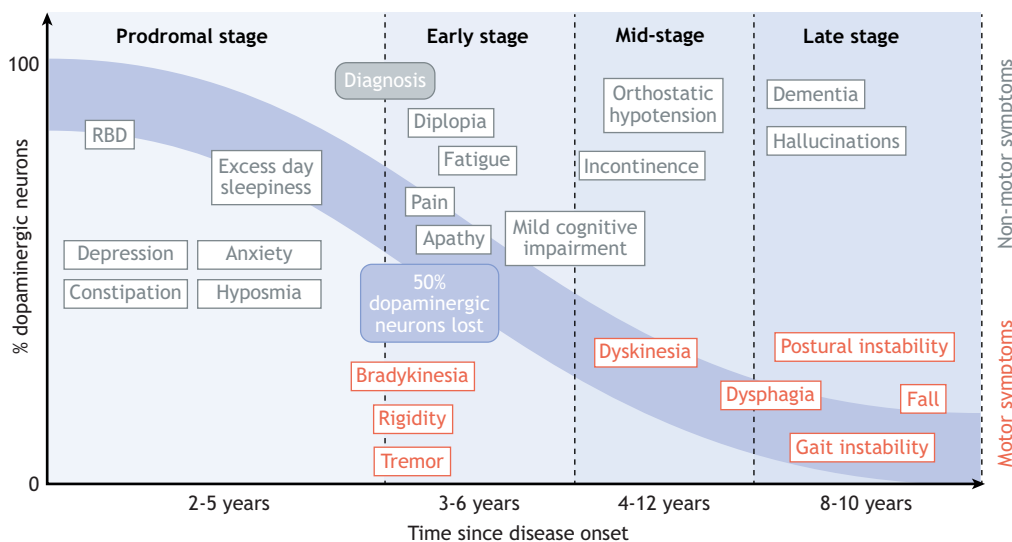 Prodromal stage
Early stage
Mid-stage
Late stage
100
% dopaminergic neurons
0
Diagnosis
RBD
Excess day
sleepiness
Depression
Anxiety
Constipation
Hyposmia
Diplopia
Fatigue
Pain
Apathy
Mild cognitive
impairment
50%
dopaminergic
neurons lost
Bradykinesia
Rigidity
Tremor
Orthostatic
hypotension
Incontinence
Dyskinesia
Dysphagia
Dementia
Hallucinations
Postural instability
Fall
Gait instability
Non-motor symptoms
Motor symptoms
2-5 years
3-6 years
4-12 years
8-10 years
Time since disease onset